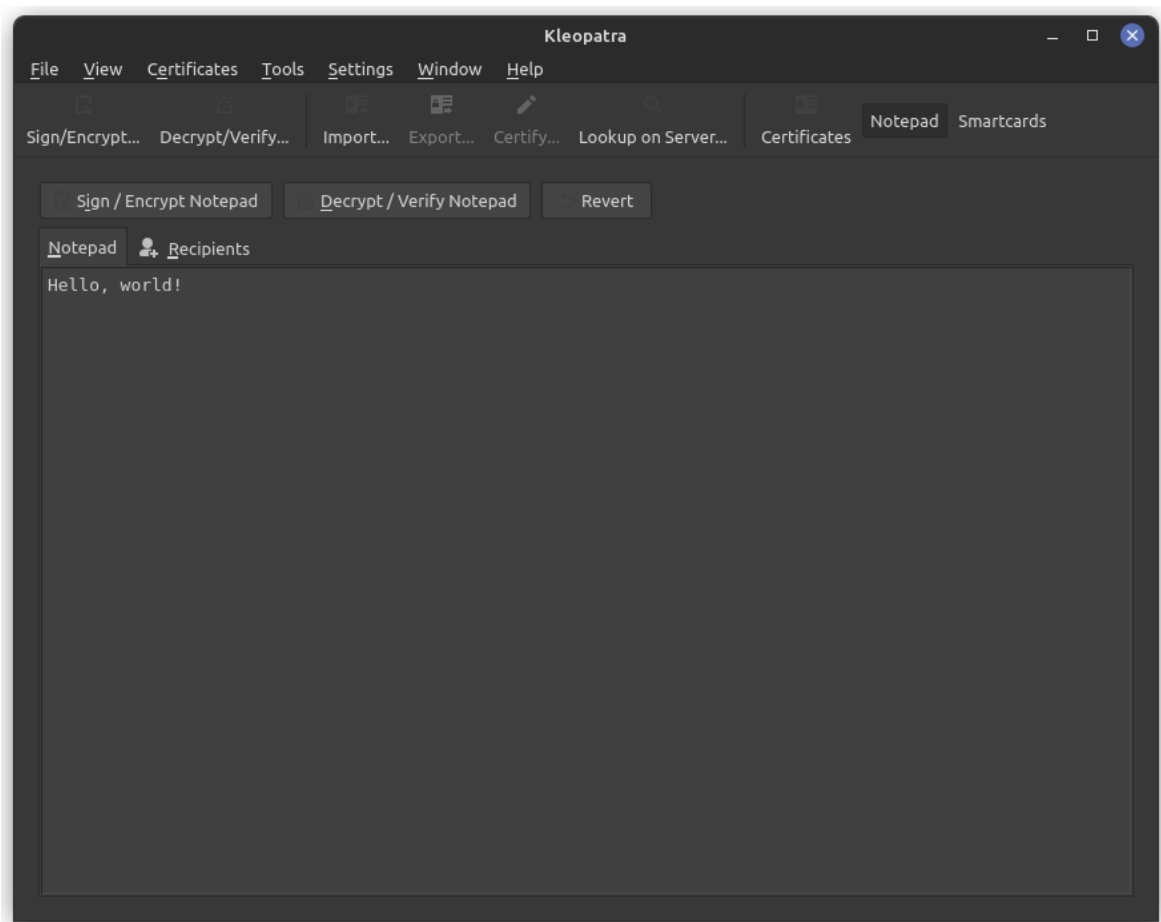 Kleopatra
File View Certificates Tools Settings Window Help
Sign/Encrypt... Decrypt/Verify... Import... Export... Certify... Lookup on Server... Certificates Notepad Smartcards
Sign / Encrypt Notepad Decrypt / Verify Notepad Revert
Notepad Recipients
Hello, world!